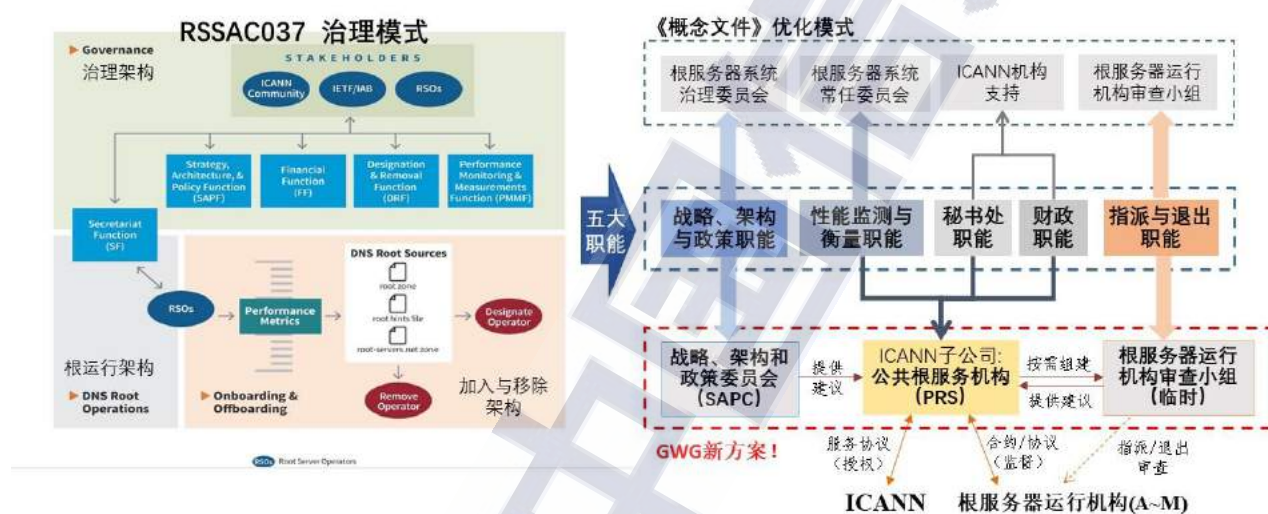 RSSAC037 治理模式
Governance
治理架构
STAKEHOLDERS
ICANN
Community
IETF/IAB
RSOs
Strategy,
Architecture, &
Policy Function
(SAPF)
Financial
Function
(FF)
Designation
& Removal
Function
(DRF)
Performance
Monitoring &
Measurements
Function (PMMF)
Secretariat
Function
(SF)
RSOs
Performance
Metrics
DNS Root Sources
root.zone
root.hints file
root-servers.net zone
Designate
Operator
Remove
Operator
根运行架构
DNS Root
Operations
Onboarding &
Offboarding
加入与移除
架构
RSOs Root Server Operators
五大
职能
《概念文件》优化模式
根服务器系统
治理委员会
根服务器系统
常任委员会
ICANN机构
支持
根服务器运行
机构审查小组
战略、架构
与政策职能
性能监测与
衡量职能
秘书处
职能
财政
职能
指派与退出
职能
战略、架构和
政策委员会
(SAPC)
提供
建议
ICANN子公司:
公共根服务机构
(PRS)
按需组建
提供建议
根服务器运行
机构审查小组
(临时)
GWG新方案！
服务协议
(授权)
合约/协议
(监督)
指派/退出
审查
ICANN
根服务器运行机构(A~M)
中国信